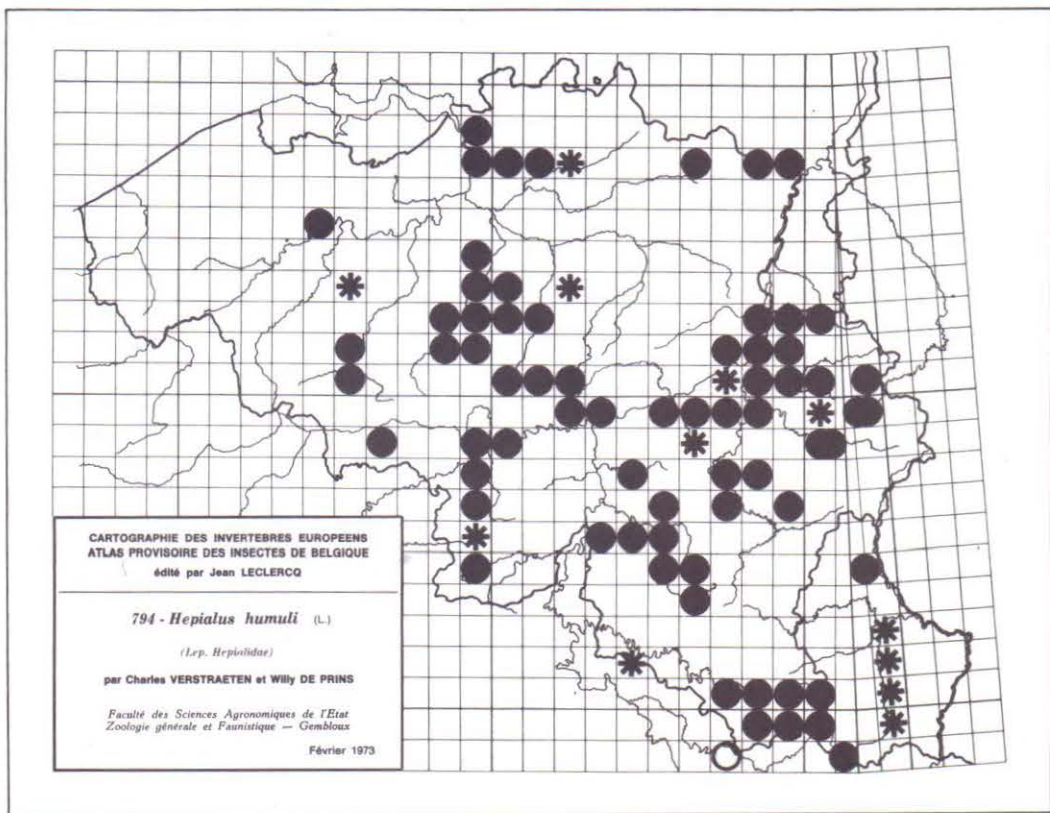 CARTOGRAPHIE DES INVERTEBRES EUROPEENS
ATLAS PROVISOIRE DES INSECTES DE BELGIQUE
édité par Jean LECLERCQ
794 - Hepialus humuli (L.)
(Lep. Hepialidae)
par Charles VERSTRAETEN et Willy DE PRINS
Faculté des Sciences Agronomiques de l'Etat
Zoologie générale et Faunistique — Gembloux
Février 1973